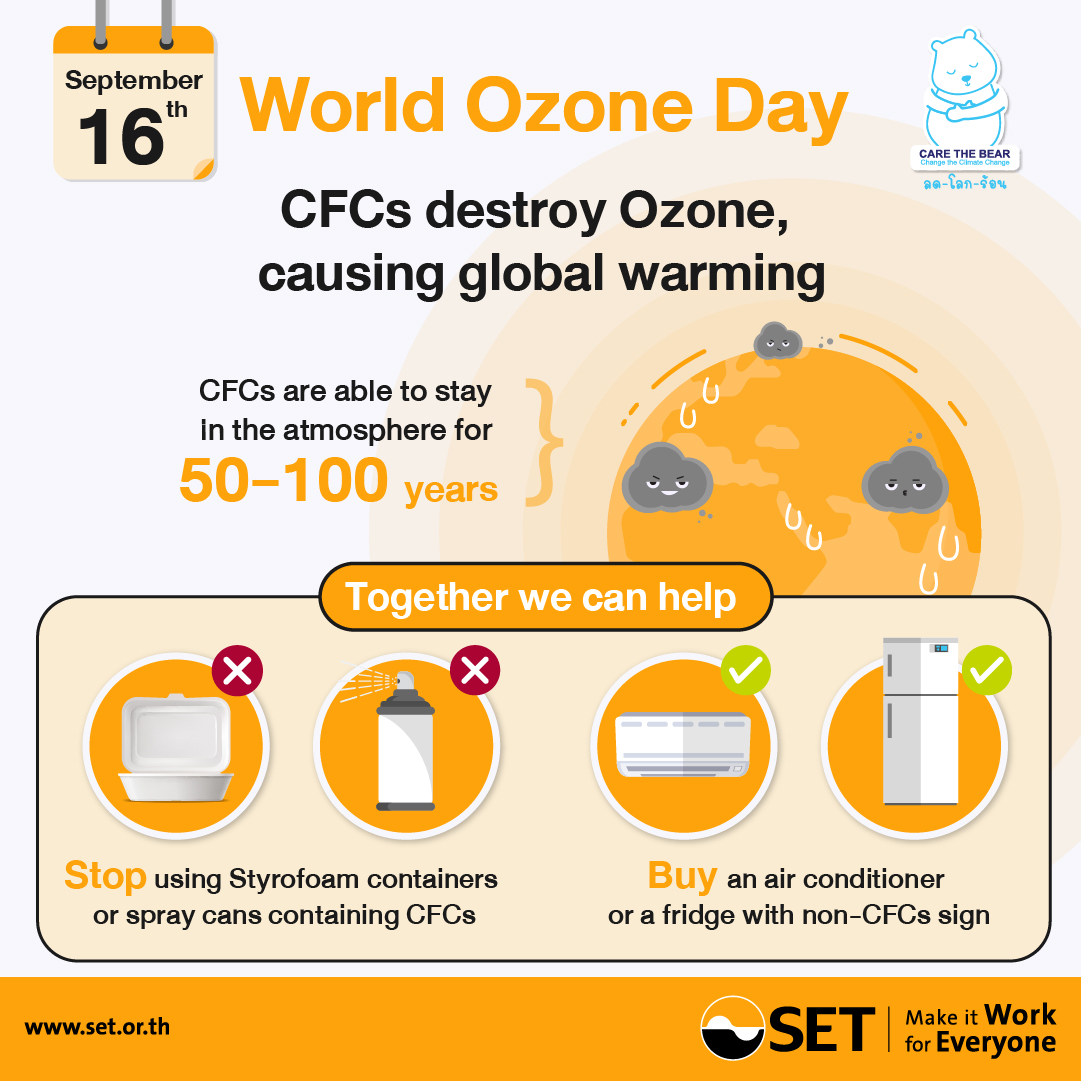 September
16th
World Ozone Day
CARE THE BEAR
Change the Climate Change
ลด-โลก-ร้อน
CFCs destroy Ozone,
causing global warming
CFCs are able to stay
in the atmosphere for
50-100 years
Together we can help
Stop using Styrofoam containers
or spray cans containing CFCs
Buy an air conditioner
or a fridge with non-CFCs sign
www.set.or.th
SET
Make it Work
for Everyone